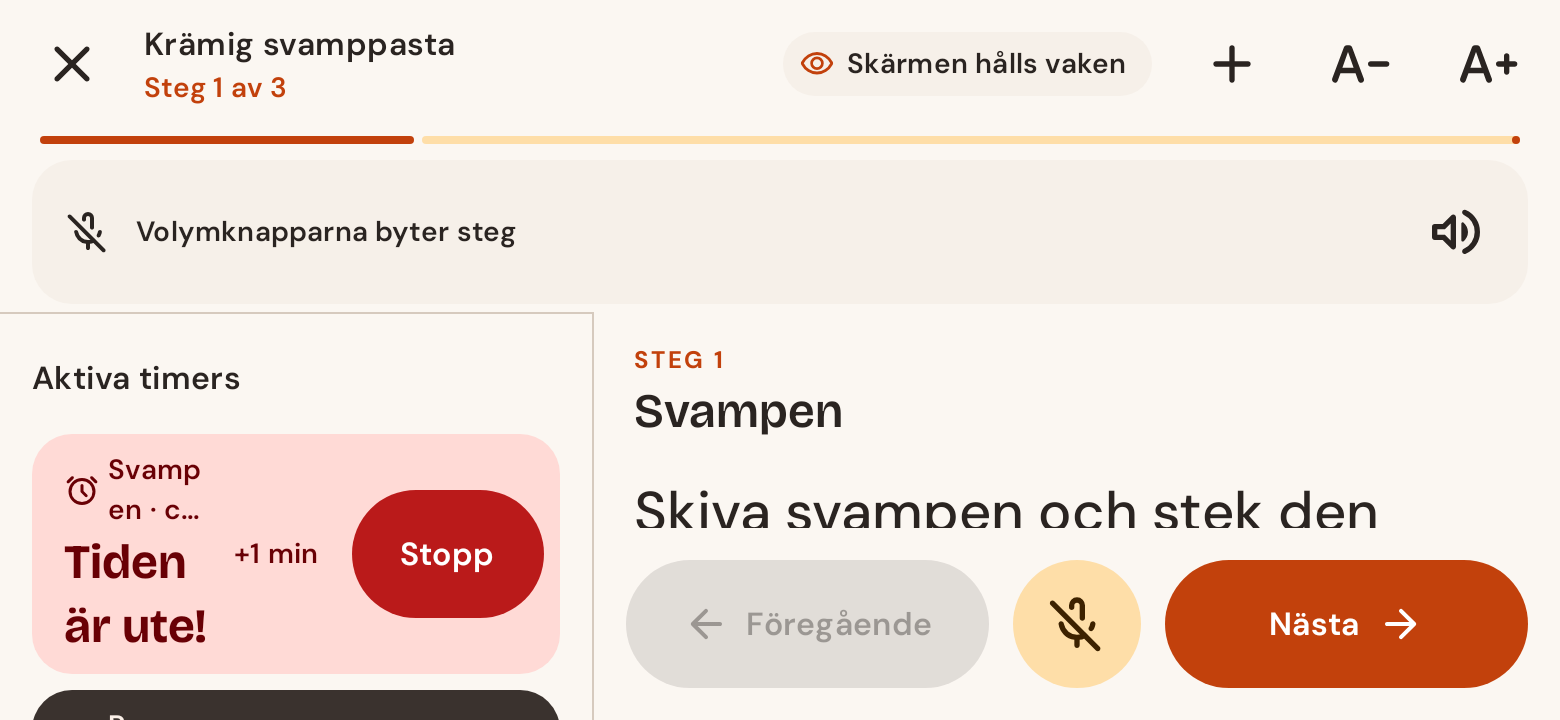 Krämig svamppasta
Steg 1 av 3
Skärmen hålls vaken
A-
A+
Volymknapparna byter steg
Aktiva timers
Svamp
en · c…
Tiden
är ute!
+1 min
Stopp
STEG 1
Svampen
Skiva svampen och stek den
Föregående
Nästa